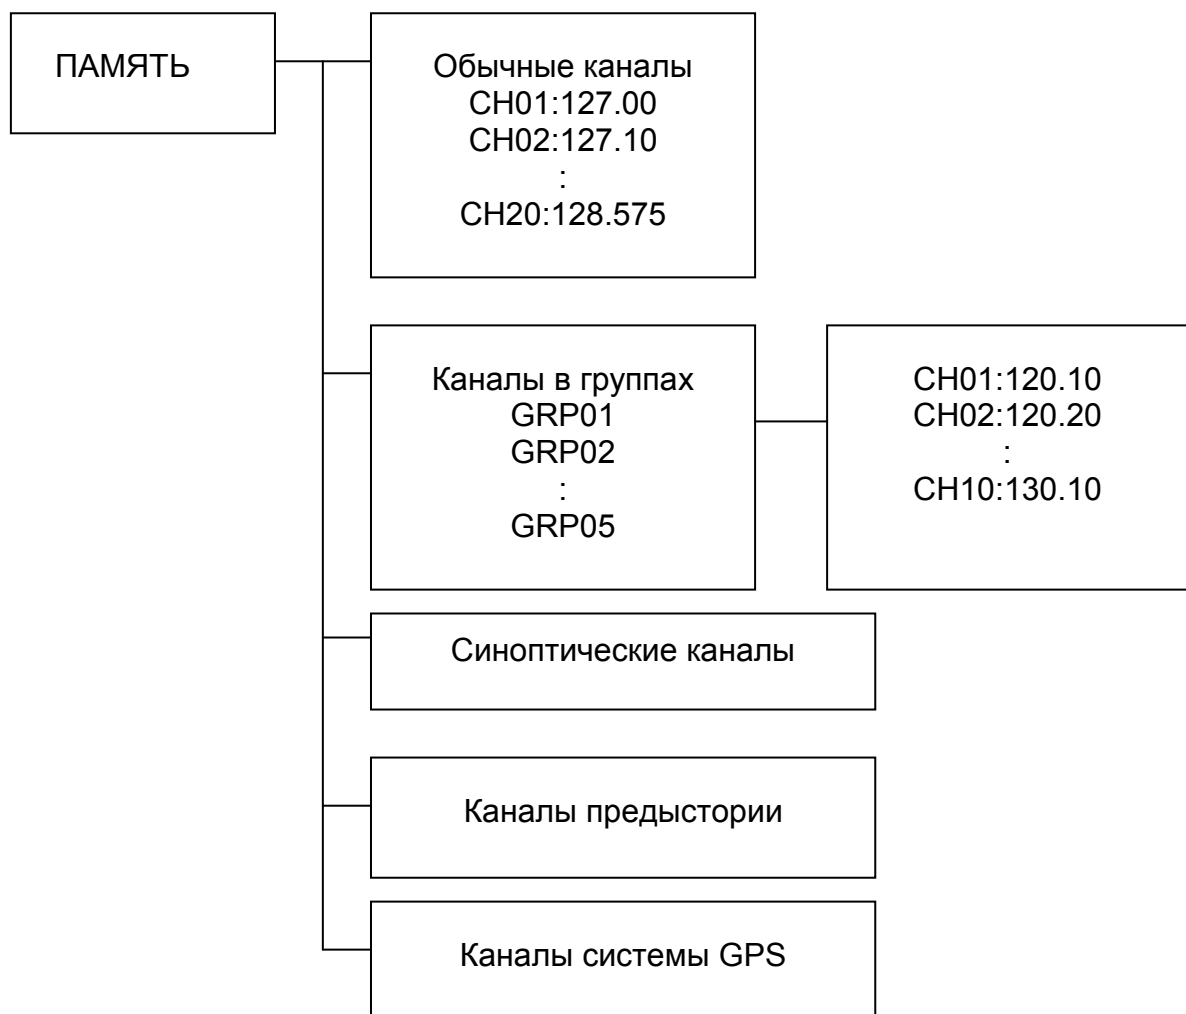 ПАМЯТЬ
Обычные каналы
CH01:127.00
CH02:127.10
:
CH20:128.575
Каналы в группах
GRP01
GRP02
:
GRP05
CH01:120.10
CH02:120.20
:
CH10:130.10
Синоптические каналы
Каналы предыстории
Каналы системы GPS